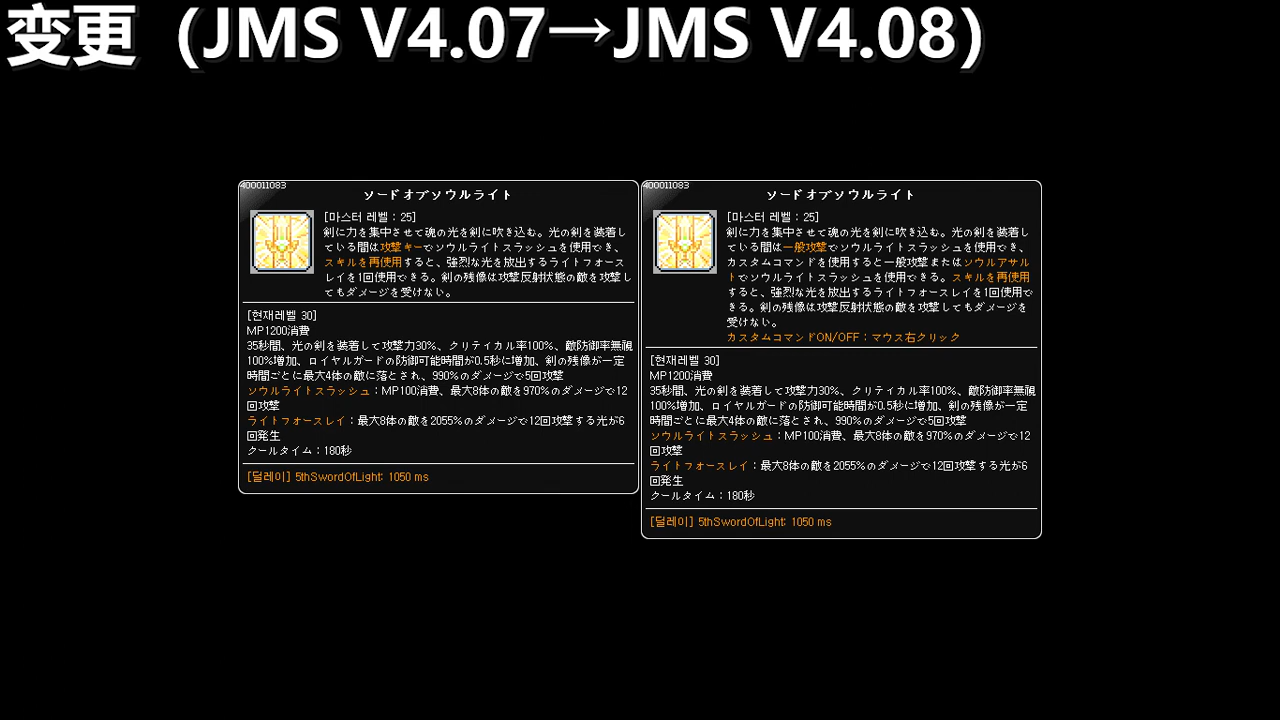 变更（JMS V4.07→JMS V4.08）
400011083
ソードオブソウルライト
[마스터 레벨 : 25]
剣に力を集中させて魂の光を剣に吹き込む。光の剣を装着し
ている間は攻撃キーでソウルライトスラッシュを使用でき、
スキルを再使用すると、強烈な光を放出するライトフォース
レイを1回使用できる。剣の残像は攻撃反射状態の敵を攻撃し
てもダメージを受けない。
[현재레벨 30]
MP1200消費
35秒間、光の剣を装着して攻撃力30%、クリティカル率100%、敵防御率無視
100%増加、ロイヤルガードの防御可能時間が0.5秒に増加、剣の残像が一定
時間ごとに最大4体の敵に落とされ、990%のダメージで5回攻撃
ソウルライトスラッシュ：MP100消費、最大8体の敵を970%のダメージで12
回攻撃
ライトフォースレイ：最大8体の敵を2055%のダメージで12回攻撃する光が6
回発生
クールタイム：180秒
[딜레이] 5thSwordOfLight: 1050 ms
400011083
ソードオブソウルライト
[마스터 레벨 : 25]
剣に力を集中させて魂の光を剣に吹き込む。光の剣を装着し
ている間は一般攻撃でソウルライトスラッシュを使用でき、
カスタムコマンドを使用すると一般攻撃またはソウルアサル
トでソウルライトスラッシュを使用できる。スキルを再使用
すると、強烈な光を放出するライトフォースレイを1回使用で
きる。剣の残像は攻撃反射状態の敵を攻撃してもダメージを
受けない。
カスタムコマンドON/OFF：マウス右クリック
[현재레벨 30]
MP1200消費
35秒間、光の剣を装着して攻撃力30%、クリティカル率100%、敵防御率無視
100%増加、ロイヤルガードの防御可能時間が0.5秒に増加、剣の残像が一定
時間ごとに最大4体の敵に落とされ、990%のダメージで5回攻撃
ソウルライトスラッシュ：MP100消費、最大8体の敵を970%のダメージで12
回攻撃
ライトフォースレイ：最大8体の敵を2055%のダメージで12回攻撃する光が6
回発生
クールタイム：180秒
[딜레이] 5thSwordOfLight: 1050 ms